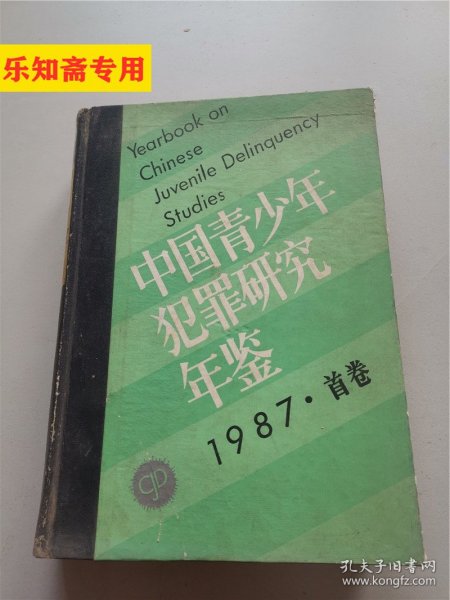 乐知斋专用
Yearbook on
Chinese
Juvenile Delinquency
Studies
中国青少年
犯罪研究
年鉴
1987·首卷
孔夫子旧书网
www.kongfz.com